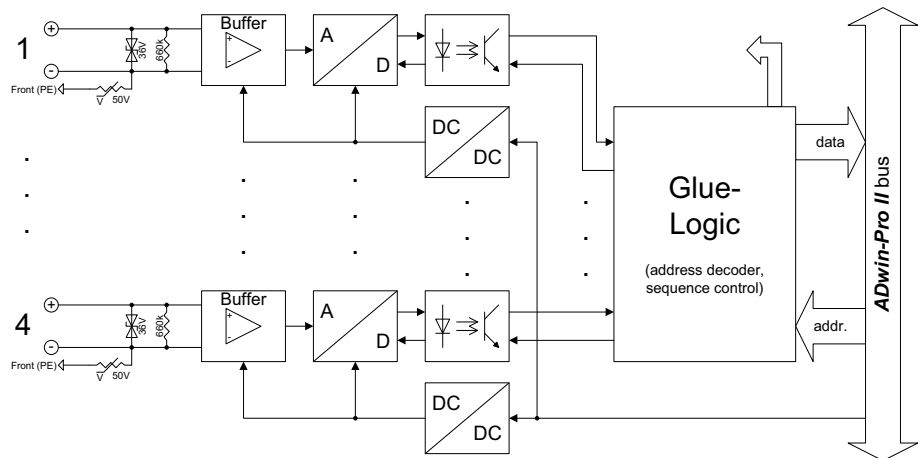 1
+
-
36V
660k
Front (PE)
V
50V
Buffer
+
-
A
D
DC
DC
Glue-
Logic
(address decoder,
sequence control)
data
addr.
ADwin-Pro II bus
4
+
-
36V
660k
Front (PE)
V
50V
Buffer
+
-
A
D
DC
DC